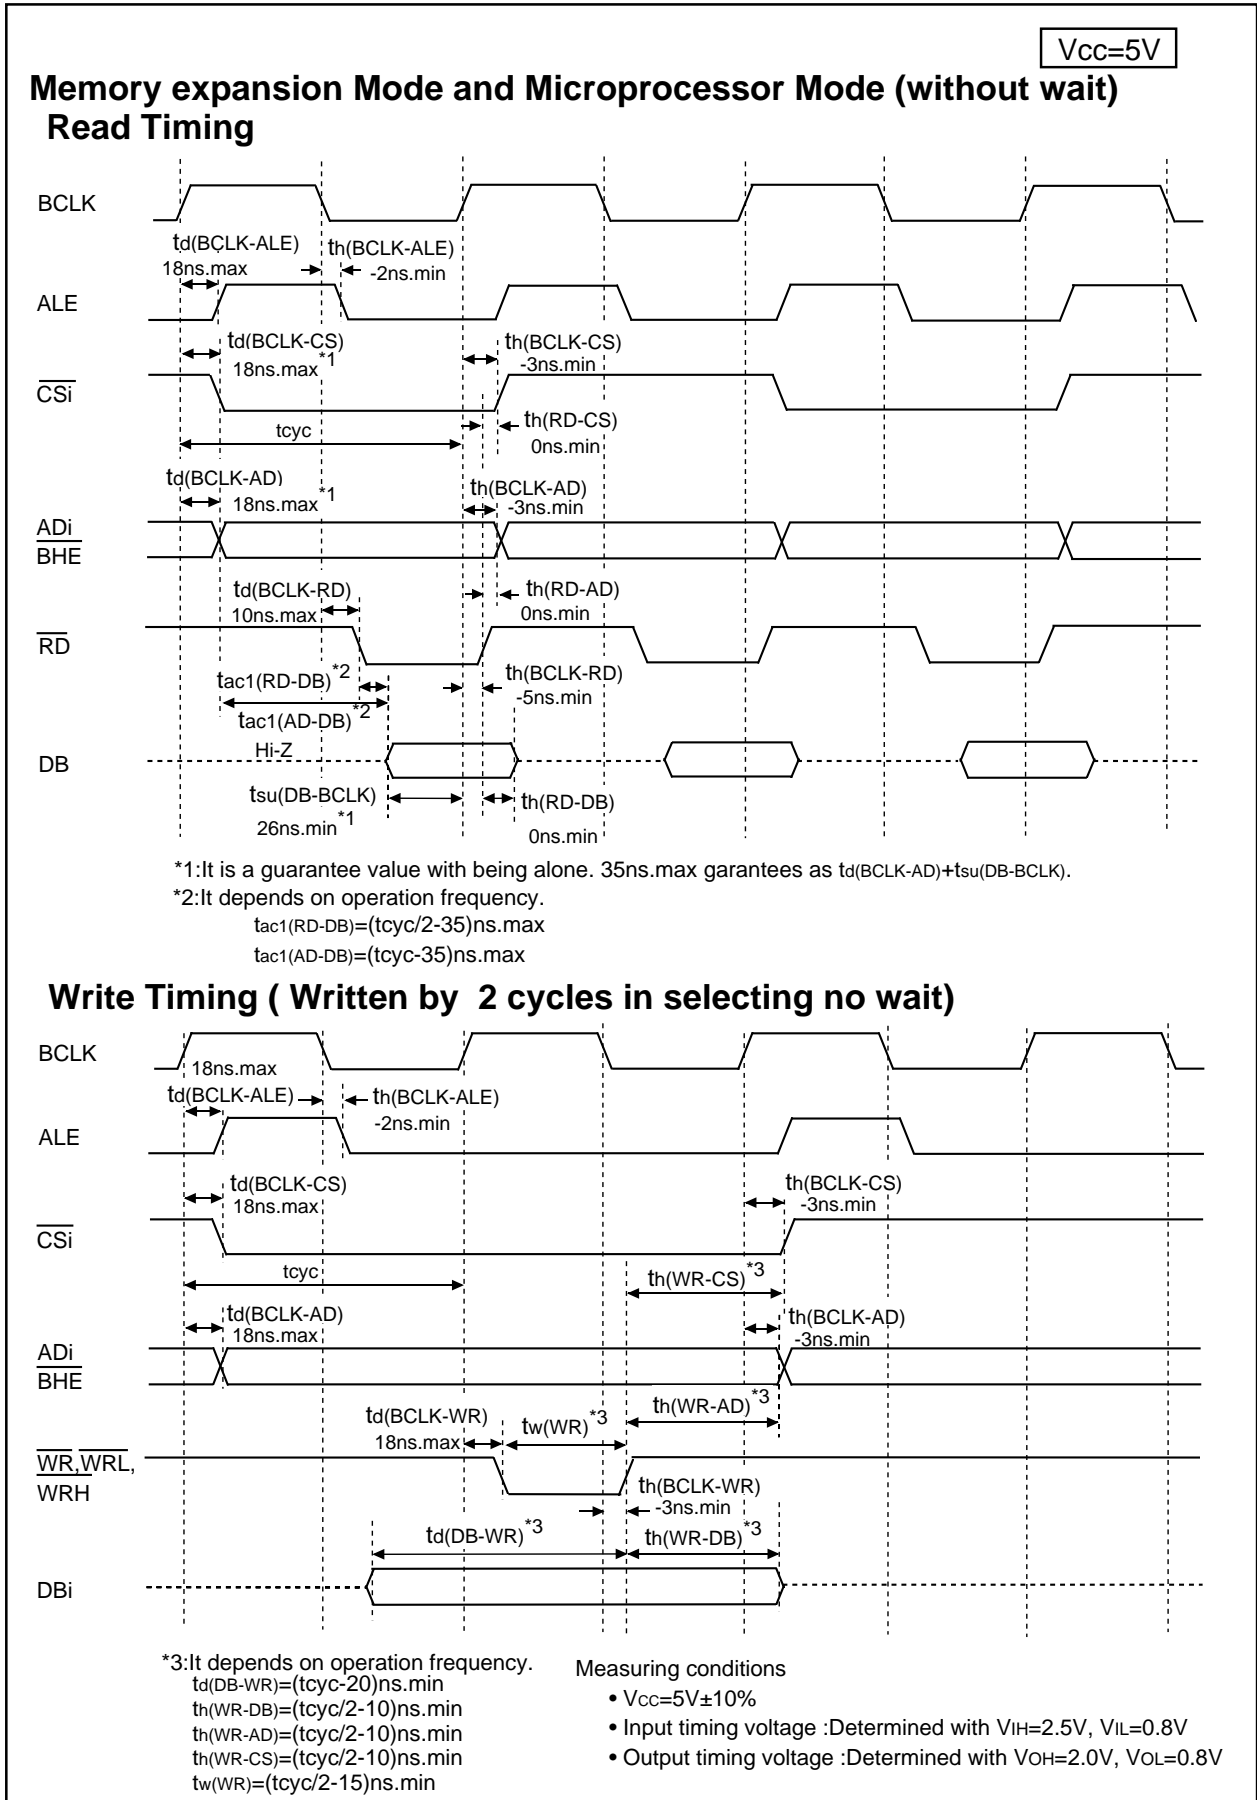 Vcc=5V
Memory expansion Mode and Microprocessor Mode (without wait)
Read Timing
BCLK
td(BCLK-ALE)
18ns.max
th(BCLK-ALE)
-2ns.min
ALE
td(BCLK-CS)
18ns.max*1
th(BCLK-CS)
-3ns.min
CSi
tcyc
th(RD-CS)
0ns.min
td(BCLK-AD)
18ns.max*1
th(BCLK-AD)
-3ns.min
ADi
BHE
td(BCLK-RD)
10ns.max
th(RD-AD)
0ns.min
RD
tac1(RD-DB)*2
th(BCLK-RD)
-5ns.min
tac1(AD-DB)*2
Hi-Z
DB
tsu(DB-BCLK)
26ns.min*1
th(RD-DB)
0ns.min
*1:It is a guarantee value with being alone. 35ns.max garantees as td(BCLK-AD)+tsu(DB-BCLK).
*2:It depends on operation frequency.
tac1(RD-DB)=(tcyc/2-35)ns.max
tac1(AD-DB)=(tcyc-35)ns.max
Write Timing ( Written by 2 cycles in selecting no wait)
BCLK
18ns.max
td(BCLK-ALE)
th(BCLK-ALE)
-2ns.min
ALE
td(BCLK-CS)
18ns.max
th(BCLK-CS)
-3ns.min
CSi
tcyc
th(WR-CS)*3
td(BCLK-AD)
18ns.max
th(BCLK-AD)
-3ns.min
ADi
BHE
td(BCLK-WR)
18ns.max
tw(WR)*3
th(WR-AD)*3
WR,WRL,
WRH
th(BCLK-WR)
-3ns.min
td(DB-WR)*3
th(WR-DB)*3
DBi
*3:It depends on operation frequency.
td(DB-WR)=(tcyc-20)ns.min
th(WR-DB)=(tcyc/2-10)ns.min
th(WR-AD)=(tcyc/2-10)ns.min
th(WR-CS)=(tcyc/2-10)ns.min
tw(WR)=(tcyc/2-15)ns.min
Measuring conditions
• VCC=5V±10%
• Input timing voltage :Determined with VIH=2.5V, VIL=0.8V
• Output timing voltage :Determined with VOH=2.0V, VOL=0.8V